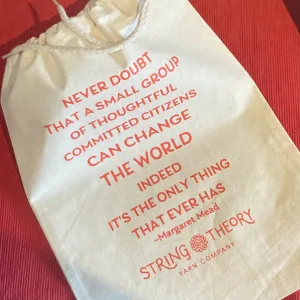 NEVER DOUBT
THAT A SMALL GROUP
OF THOUGHTFUL
COMMITTED CITIZENS
CAN CHANGE
THE WORLD
INDEED
IT'S THE ONLY THING
THAT EVER HAS
~Margaret Mead
STRING THEORY
YARN COMPANY